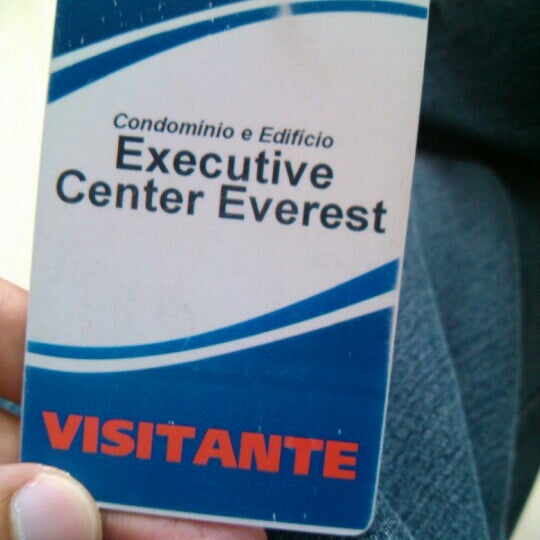 Condomínio e Edifício
Executive
Center Everest
VISITANTE